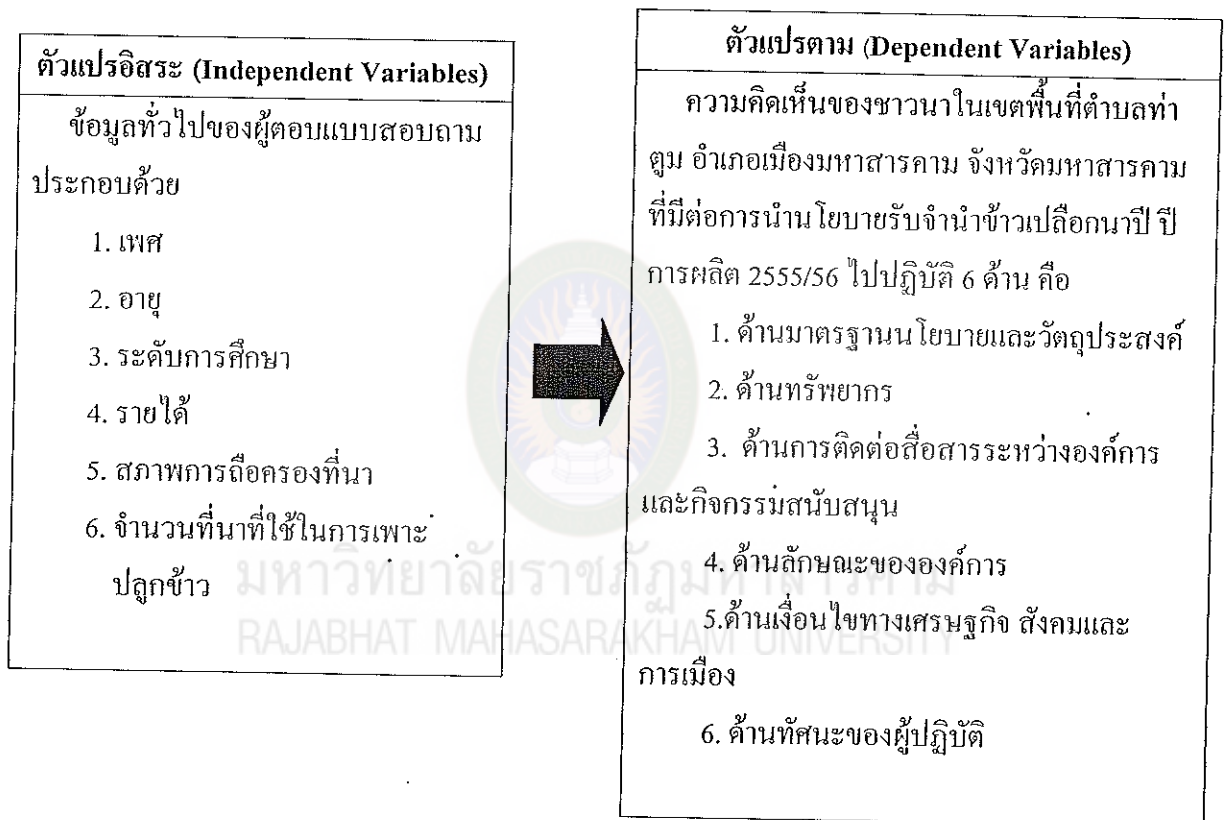 ตัวแปรอิสระ (Independent Variables)
ข้อมูลทั่วไปของผู้ตอบแบบสอบถาม
ประกอบด้วย
1. เพศ
2. อายุ
3. ระดับการศึกษา
4. รายได้
5. สภาพการถือครองที่นา
6. จำนวนที่นาที่ใช้ในการเพาะ
ปลูกข้าว
ตัวแปรตาม (Dependent Variables)
ความคิดเห็นของชาวนาในเขตพื้นที่ตำบลท่า
ตูม อำเภอเมืองมหาสารคาม จังหวัดมหาสารคาม
ที่มีต่อการนำนโยบายรับจำนำข้าวเปลือกนาปี ปี
การผลิต 2555/56 ไปปฏิบัติ 6 ด้าน คือ
1. ด้านมาตรฐานนโยบายและวัตถุประสงค์
2. ด้านทรัพยากร
3. ด้านการติดต่อสื่อสารระหว่างองค์การ
และกิจกรรมสนับสนุน
4. ด้านลักษณะขององค์การ
5.ด้านเงื่อนไขทางเศรษฐกิจ สังคมและ
การเมือง
6. ด้านทัศนะของผู้ปฏิบัติ
มหาวิทยาลัยราชภัฏมหาสารคาม
RAJABHAT MAHASARAKHAM UNIVERSITY